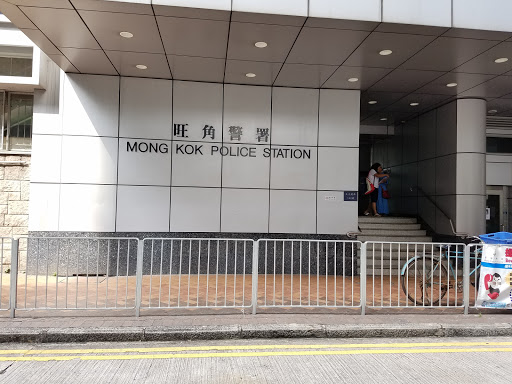 旺角警署
MONG KOK POLICE STATION